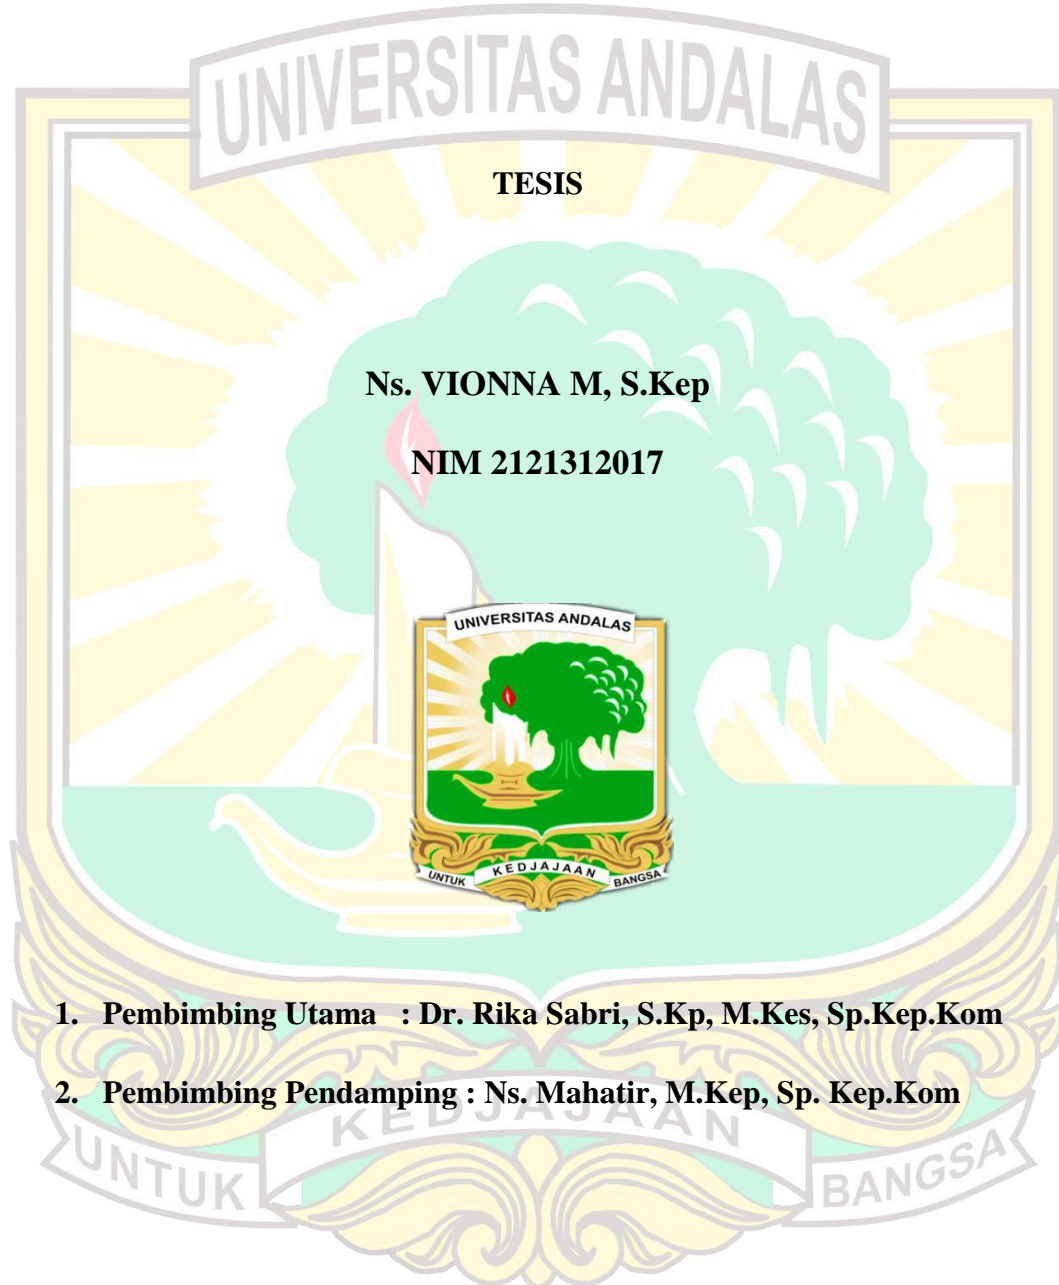 UNIVERSITAS ANDALAS
TESIS
Ns. VIONNA M, S.Kep
NIM 2121312017
UNIVERSITAS ANDALAS
UNTUK KEDJAJAAN BANGSA
1. Pembimbing Utama : Dr. Rika Sabri, S.Kp, M.Kes, Sp.Kep.Kom
2. Pembimbing Pendamping : Ns. Mahatir, M.Kep, Sp. Kep.Kom
UNTUK KEDJAJAAN BANGSA